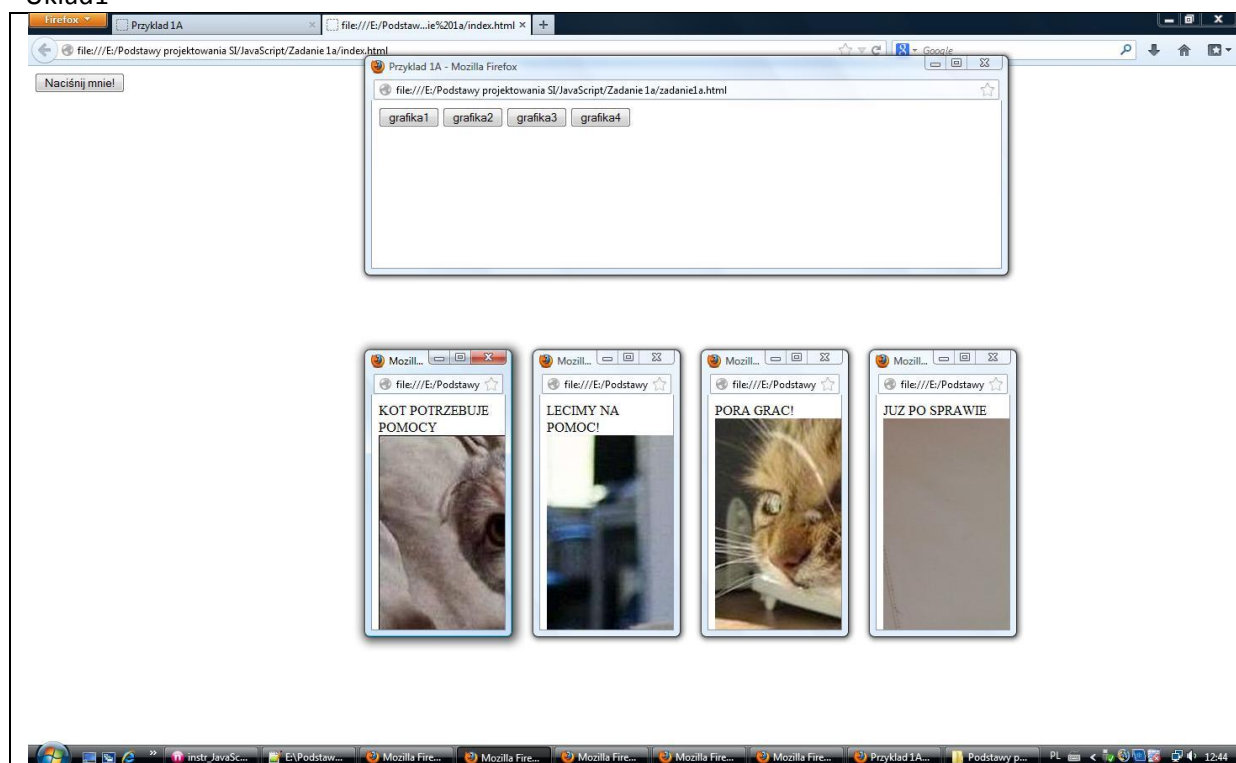 Układ1
Firefox
Przyklad 1A
file:///E:/Podstaw...ie%201a/index.html
file:///E:/Podstawy projektowania SI/JavaScript/Zadanie 1a/index.html
Google
Naciśnij mnie!
Przyklad 1A - Mozilla Firefox
file:///E:/Podstawy projektowania SI/JavaScript/Zadanie 1a/zadanie1a.html
grafika1 grafika2 grafika3 grafika4
Mozill...
file:///E:/Podstawy
KOT POTRZEBUJE
POMOCY
Mozill...
file:///E:/Podstawy
LECIMY NA
POMOC!
Mozill...
file:///E:/Podstawy
PORA GRAC!
Mozill...
file:///E:/Podstawy
JUZ PO SPRAWIE
instr_JavaSc... E:\Podstaw... Mozilla Fire... Mozilla Fire... Mozilla Fire... Mozilla Fire... Mozilla Fire... Przyklad 1A... Podstawy p... PL 12:44